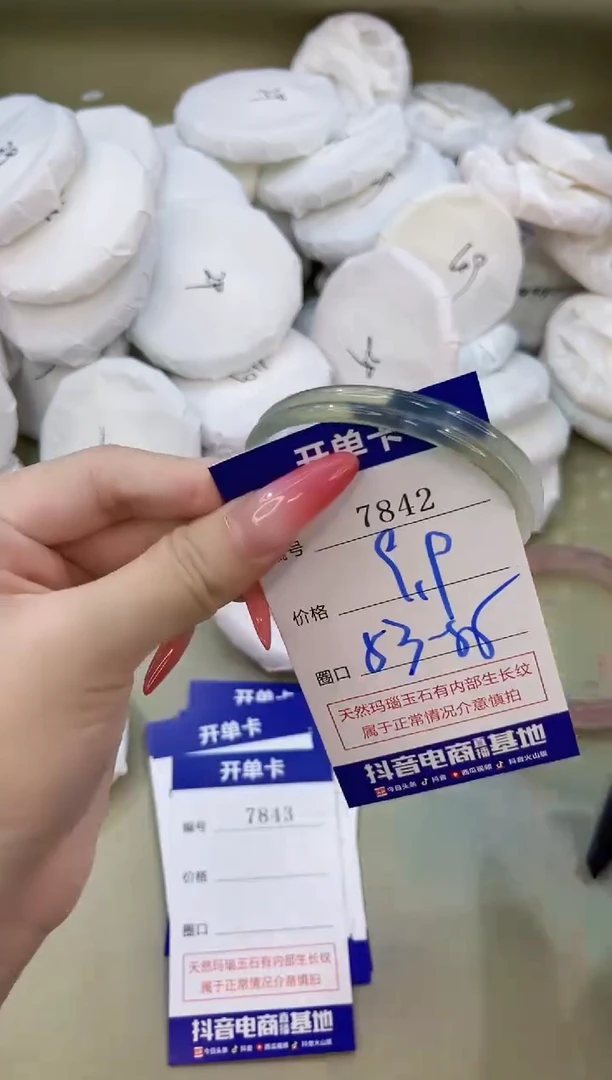 开单卡
7842
号
价格 9.9
圈口 53-56
天然玛瑙玉石有内部生长纹
属于正常情况介意慎拍
抖音电商直播基地
今日头条 抖音 西瓜视频 抖音火山版
开单卡
开单卡
开单卡
编号 7843
价格
圈口
天然玛瑙玉石有内部生长纹
属于正常情况介意慎拍
抖音电商直播基地
今日头条 抖音 西瓜视频 抖音火山版